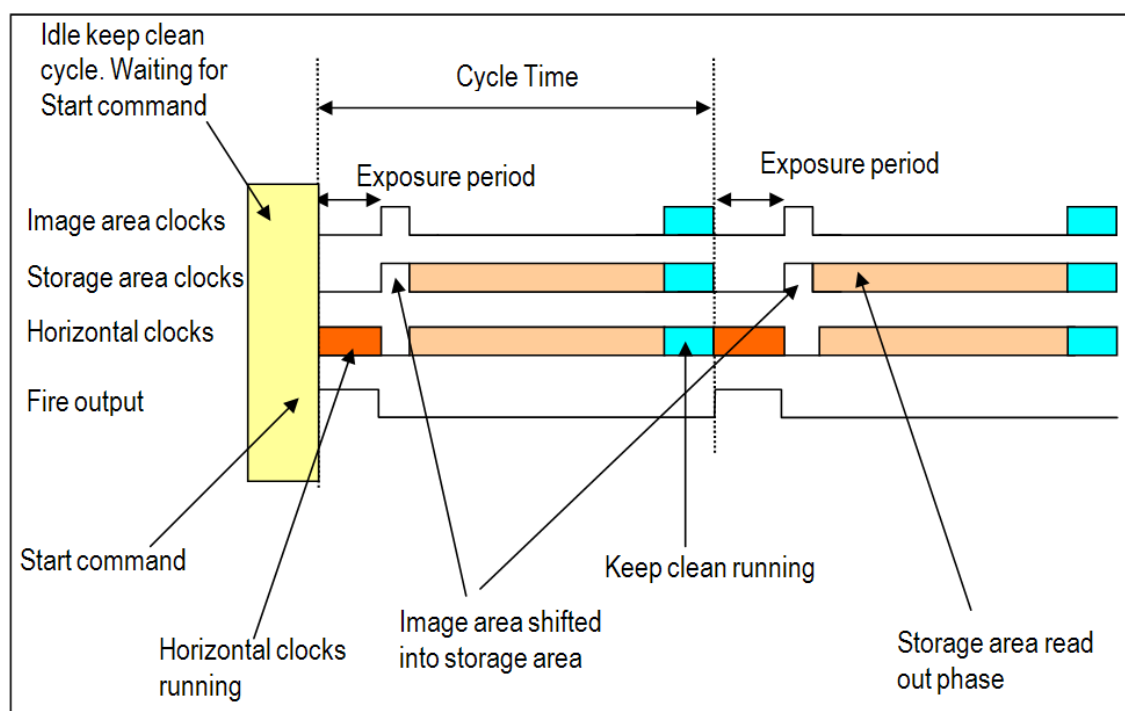 Idle keep clean
cycle. Waiting for
Start command
Cycle Time
Exposure period
Exposure period
Image area clocks
Storage area clocks
Horizontal clocks
Fire output
Start command
Keep clean running
Horizontal clocks
running
Image area shifted
into storage area
Storage area read
out phase